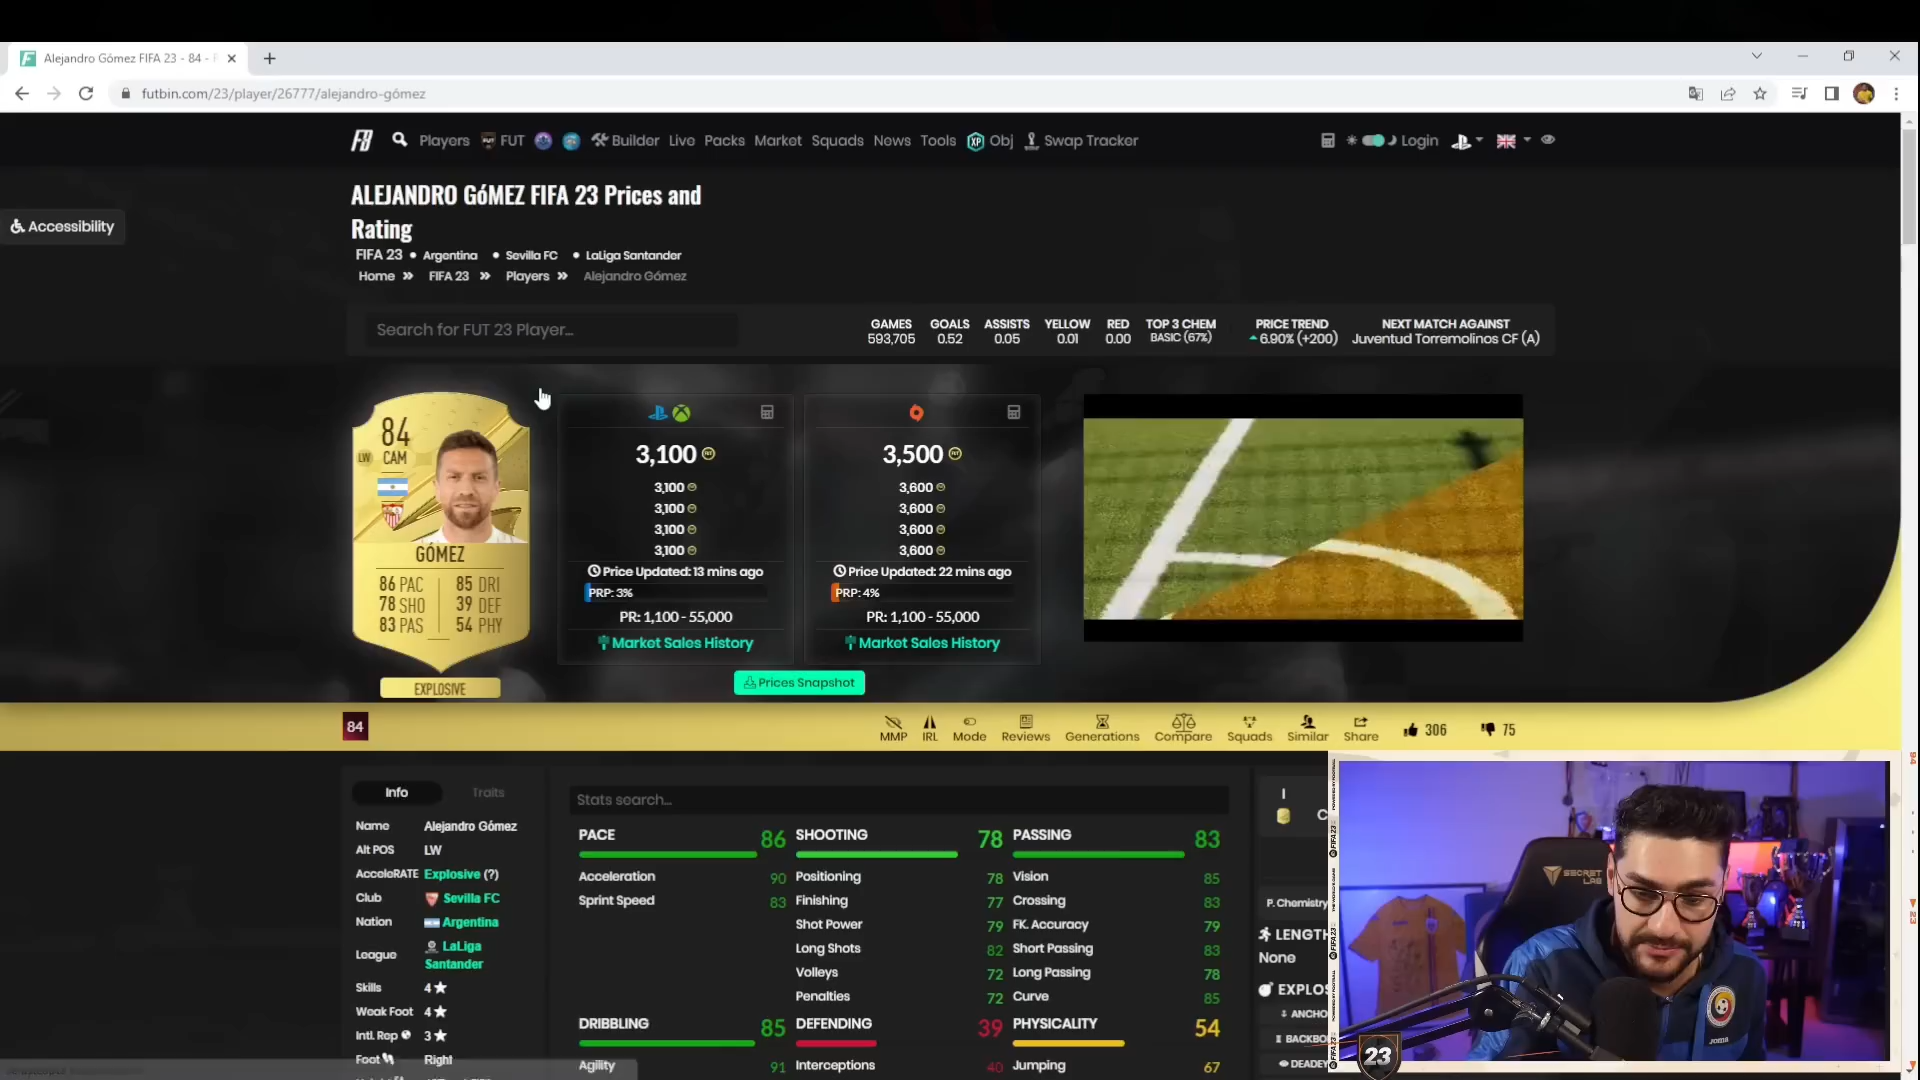 Alejandro Gómez FIFA 23 - 84 -
futbin.com/23/player/26777/alejandro-gómez
Players FUT Builder Live Packs Market Squads News Tools XP Obj Swap Tracker Login
ALEJANDRO GóMEZ FIFA 23 Prices and
Rating
Accessibility
FIFA 23 • Argentina • Sevilla FC • LaLiga Santander
Home » FIFA 23 » Players » Alejandro Gómez
Search for FUT 23 Player...
GAMES GOALS ASSISTS YELLOW RED TOP 3 CHEM PRICE TREND NEXT MATCH AGAINST
593,705 0.52 0.05 0.01 0.00 BASIC (67%) 6.90% (+200) Juventud Torremolinos CF (A)
84
LW CAM
GÓMEZ
86 PAC 85 DRI
78 SHO 39 DEF
83 PAS 54 PHY
EXPLOSIVE
3,100
3,100
3,100
3,100
3,100
Price Updated: 13 mins ago
PRP: 3%
PR: 1,100 - 55,000
Market Sales History
3,500
3,600
3,600
3,600
3,600
Price Updated: 22 mins ago
PRP: 4%
PR: 1,100 - 55,000
Market Sales History
Prices Snapshot
84
MMP IRL Mode Reviews Generations Compare Squads Similar Share 306 75
Info Traits
Name Alejandro Gómez
Alt POS LW
AcceleRATE Explosive (?)
Club Sevilla FC
Nation Argentina
League LaLiga
Santander
Skills 4★
Weak Foot 4★
Intl. Rep 3★
Foot Right
Stats search...
PACE 86
Acceleration 90
Sprint Speed 83
SHOOTING 78
Positioning 78
Finishing 77
Shot Power 79
Long Shots 82
Volleys 72
Penalties 72
PASSING 83
Vision 85
Crossing 83
FK. Accuracy 79
Short Passing 83
Long Passing 78
Curve 85
DRIBBLING 85
Agility 91
DEFENDING 39
Interceptions 40
PHYSICALITY 54
Jumping 67
P. Chemistry
LENGTH
None
EXPLOS
ANCHO
BACKBO
DEADEY
SECRET
LAB
JOMA
23